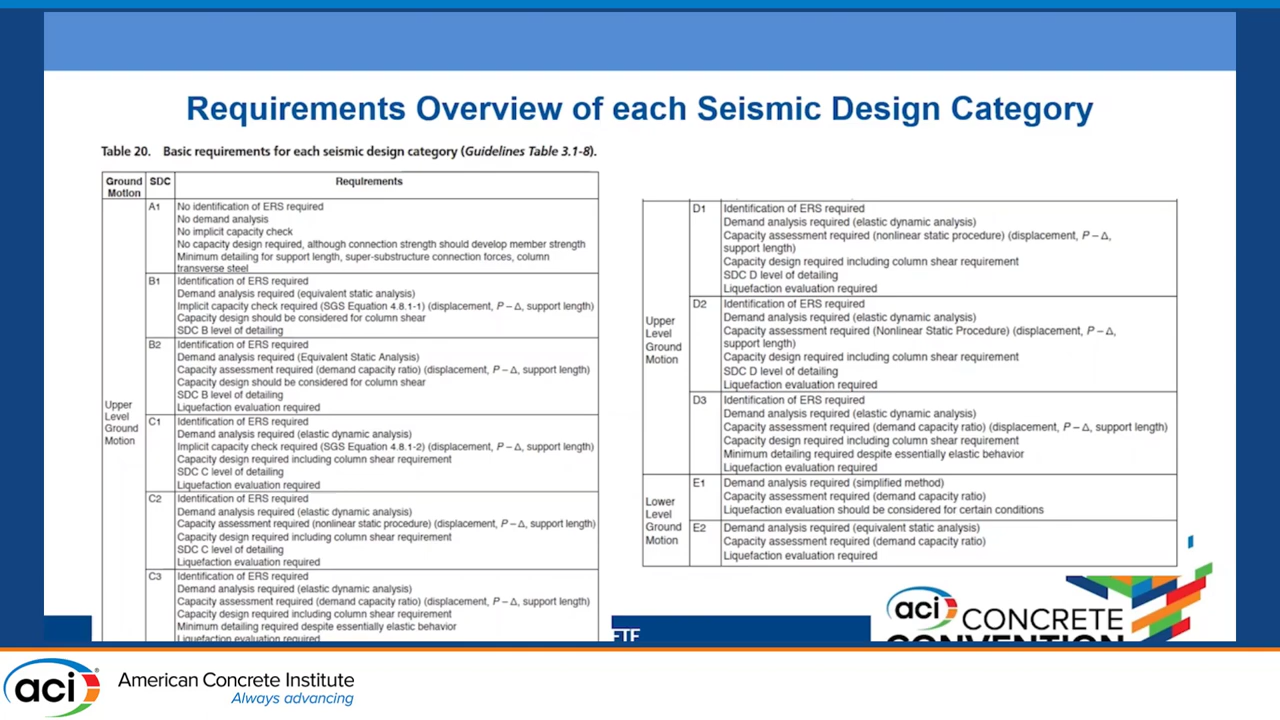 Requirements Overview of each Seismic Design Category
Table 20. Basic requirements for each seismic design category (Guidelines Table 3.1-8).
Ground Motion
SDC
Requirements
Upper Level Ground Motion
A1
No identification of ERS required
No demand analysis
No implicit capacity check
No capacity design required, although connection strength should develop member strength
Minimum detailing for support length, super-substructure connection forces, column
transverse steel
B1
Identification of ERS required
Demand analysis required (equivalent static analysis)
Implicit capacity check required (SGS Equation 4.8.1-1) (displacement, P – Δ, support length)
Capacity design should be considered for column shear
SDC B level of detailing
B2
Identification of ERS required
Demand analysis required (Equivalent Static Analysis)
Capacity assessment required (demand capacity ratio) (displacement, P – Δ, support length)
Capacity design should be considered for column shear
SDC B level of detailing
Liquefaction evaluation required
C1
Identification of ERS required
Demand analysis required (elastic dynamic analysis)
Implicit capacity check required (SGS Equation 4.8.1-2) (displacement, P – Δ, support length)
Capacity design required including column shear requirement
SDC C level of detailing
Liquefaction evaluation required
C2
Identification of ERS required
Demand analysis required (elastic dynamic analysis)
Capacity assessment required (nonlinear static procedure) (displacement, P – Δ, support length)
Capacity design required including column shear requirement
SDC C level of detailing
Liquefaction evaluation required
C3
Identification of ERS required
Demand analysis required (elastic dynamic analysis)
Capacity assessment required (demand capacity ratio) (displacement, P – Δ, support length)
Capacity design required including column shear requirement
Minimum detailing required despite essentially elastic behavior
Liquefaction evaluation required
Upper Level Ground Motion
D1
Identification of ERS required
Demand analysis required (elastic dynamic analysis)
Capacity assessment required (nonlinear static procedure) (displacement, P – Δ,
support length)
Capacity design required including column shear requirement
SDC D level of detailing
Liquefaction evaluation required
D2
Identification of ERS required
Demand analysis required (elastic dynamic analysis)
Capacity assessment required (Nonlinear Static Procedure) (displacement, P – Δ,
support length)
Capacity design required including column shear requirement
SDC D level of detailing
Liquefaction evaluation required
D3
Identification of ERS required
Demand analysis required (elastic dynamic analysis)
Capacity assessment required (demand capacity ratio) (displacement, P – Δ, support length)
Capacity design required including column shear requirement
Minimum detailing required despite essentially elastic behavior
Liquefaction evaluation required
Lower Level Ground Motion
E1
Demand analysis required (simplified method)
Capacity assessment required (demand capacity ratio)
Liquefaction evaluation should be considered for certain conditions
E2
Demand analysis required (equivalent static analysis)
Capacity assessment required (demand capacity ratio)
Liquefaction evaluation required
aci CONCRETE
CONVENTION
aci
American Concrete Institute
Always advancing